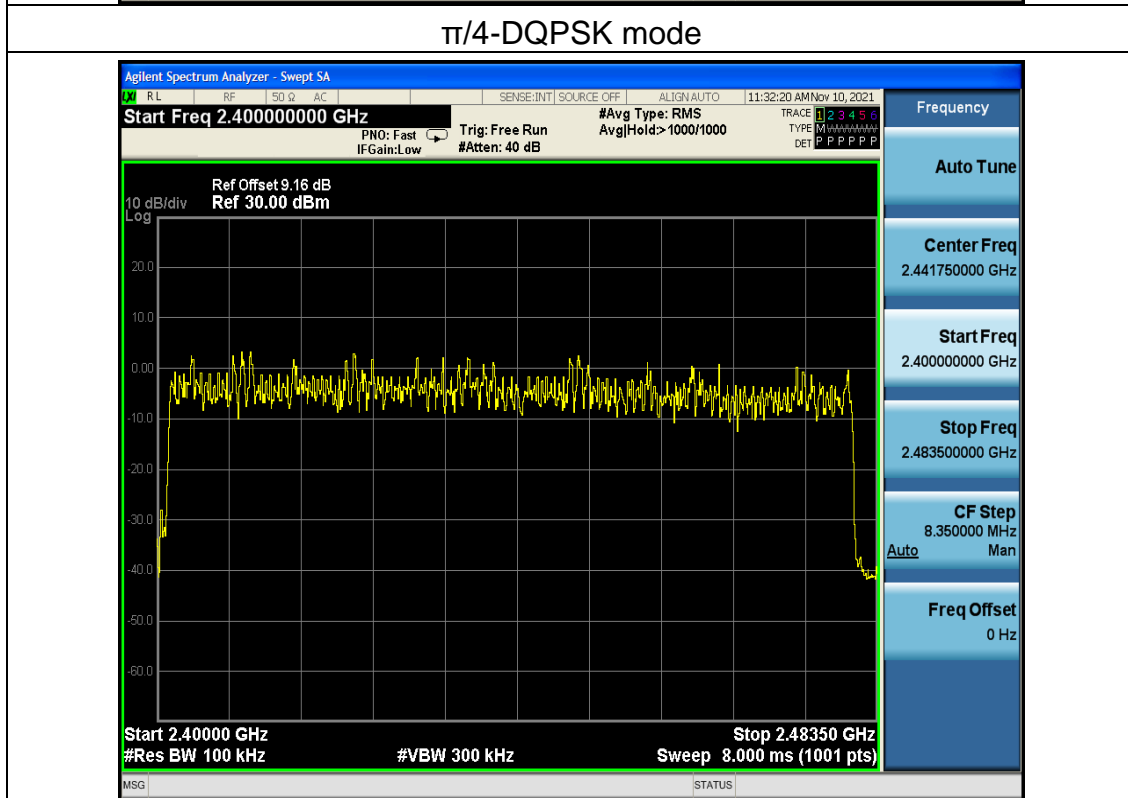 π/4-DQPSK mode
Agilent Spectrum Analyzer - Swept SA
LXI RL RF 50 Ω AC SENSE:INT SOURCE OFF ALIGN AUTO 11:32:20 AM Nov 10, 2021
Start Freq 2.400000000 GHz
#Avg Type: RMS
TRACE 1 2 3 4 5 6
PNO: Fast
Trig: Free Run
Avg|Hold:>1000/1000
TYPE M
IFGain:Low
#Atten: 40 dB
DET P P P P P P
Ref Offset 9.16 dB
10 dB/div Ref 30.00 dBm
Log
20.0
10.0
0.00
-10.0
-20.0
-30.0
-40.0
-50.0
-60.0
Start 2.40000 GHz Stop 2.48350 GHz
#Res BW 100 kHz #VBW 300 kHz Sweep 8.000 ms (1001 pts)
MSG STATUS
Frequency
Auto Tune
Center Freq
2.441750000 GHz
Start Freq
2.400000000 GHz
Stop Freq
2.483500000 GHz
CF Step
8.350000 MHz
Auto Man
Freq Offset
0 Hz